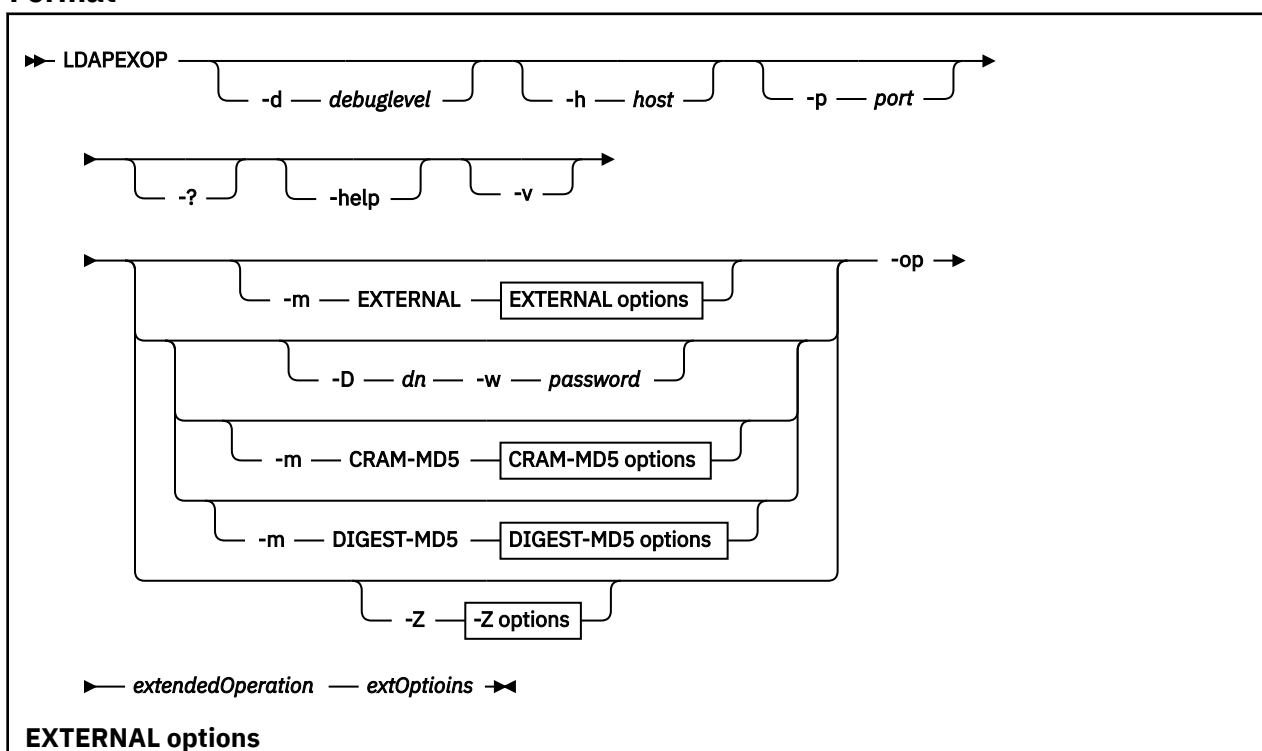 LDAPEXOP
-d debuglevel -h host -p port
-? -help -v
-op
-m EXTERNAL EXTERNAL options
-D dn -w password
-m CRAM-MD5 CRAM-MD5 options
-m DIGEST-MD5 DIGEST-MD5 options
-Z -Z options
extendedOperation extOptioins
EXTERNAL options